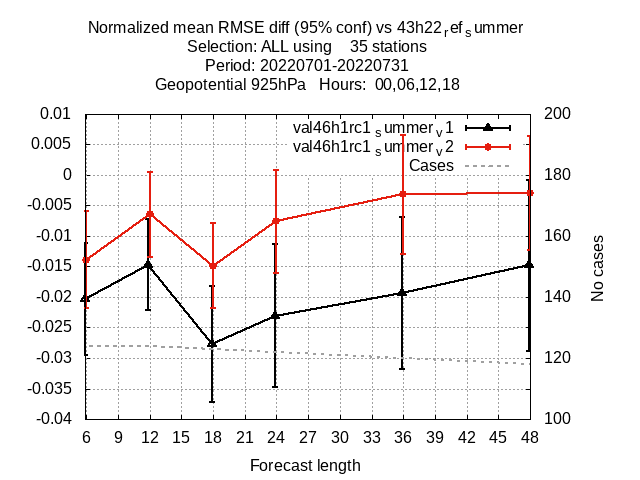 Normalized mean RMSE diff (95% conf) vs 43h22refsummer
Selection: ALL using 35 stations
Period: 20220701-20220731
Geopotential 925hPa Hours: 00,06,12,18
0.01 200
val46h1rc1summerv1
0.005
val46h1rc1summerv2
Cases
0 180
-0.005
-0.01 160
-0.015
-0.02 140
-0.025
-0.03 120
-0.035
-0.04 100
No cases
6 9 12 15 18 21 24 27 30 33 36 39 42 45 48
Forecast length